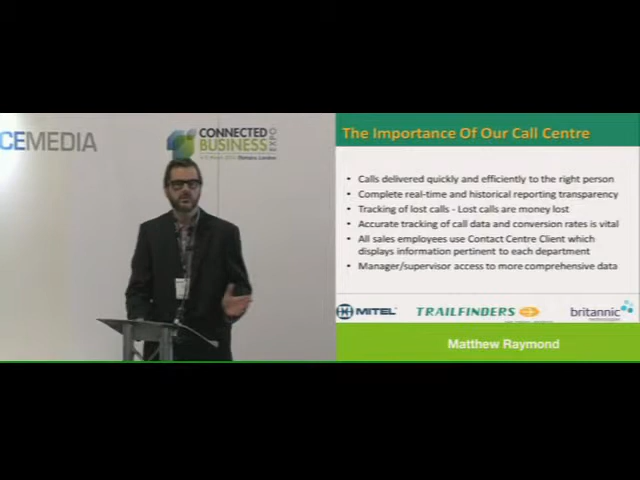 CEMEDIA
CONNECTED
BUSINESS
EXPO
The Importance Of Our Call Centre
• Calls delivered quickly and efficiently to the right person
• Complete real-time and historical reporting transparency
• Tracking of lost calls - Lost calls are money lost
• Accurate tracking of call data and conversion rates is vital
• All sales employees use Contact Centre Client which
displays information pertinent to each department
• Manager/supervisor access to more comprehensive data
MITEL
TRAILFINDERS
britannic
Matthew Raymond